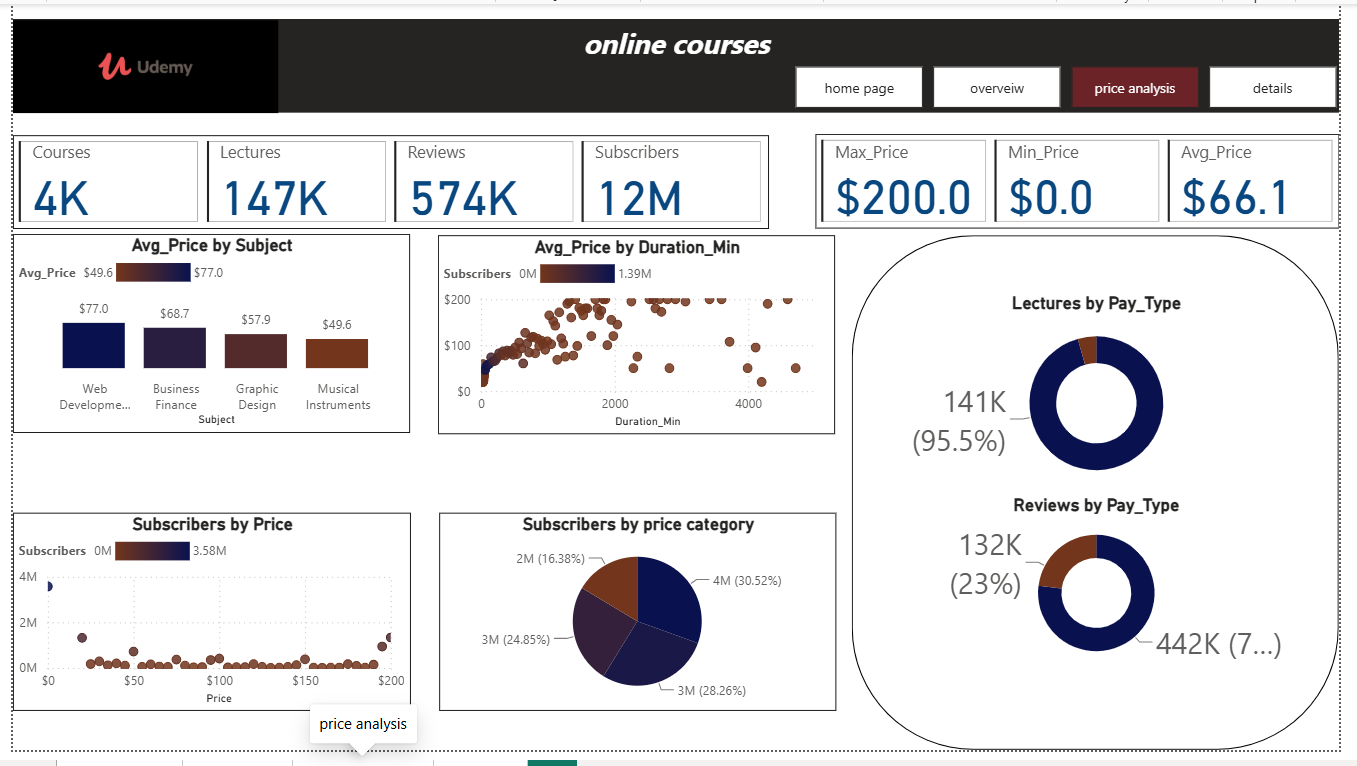 online courses
Udemy
home page
overveiw
price analysis
details
Courses
4K
Lectures
147K
Reviews
574K
Subscribers
12M
Max_Price
$200.0
Min_Price
$0.0
Avg_Price
$66.1
Avg_Price by Subject
Avg_Price $49.6 $77.0
$77.0
$68.7
$57.9
$49.6
Web
Developme...
Business
Finance
Graphic
Design
Musical
Instruments
Subject
Avg_Price by Duration_Min
Subscribers 0M 1.39M
$200
$100
$0
0 2000 4000
Duration_Min
Lectures by Pay_Type
141K
(95.5%)
Reviews by Pay_Type
132K
(23%)
442K (7...)
Subscribers by Price
Subscribers 0M 3.58M
4M
2M
0M
$0 $50 $100 $150 $200
Price
Subscribers by price category
2M (16.38%)
4M (30.52%)
3M (24.85%)
3M (28.26%)
price analysis